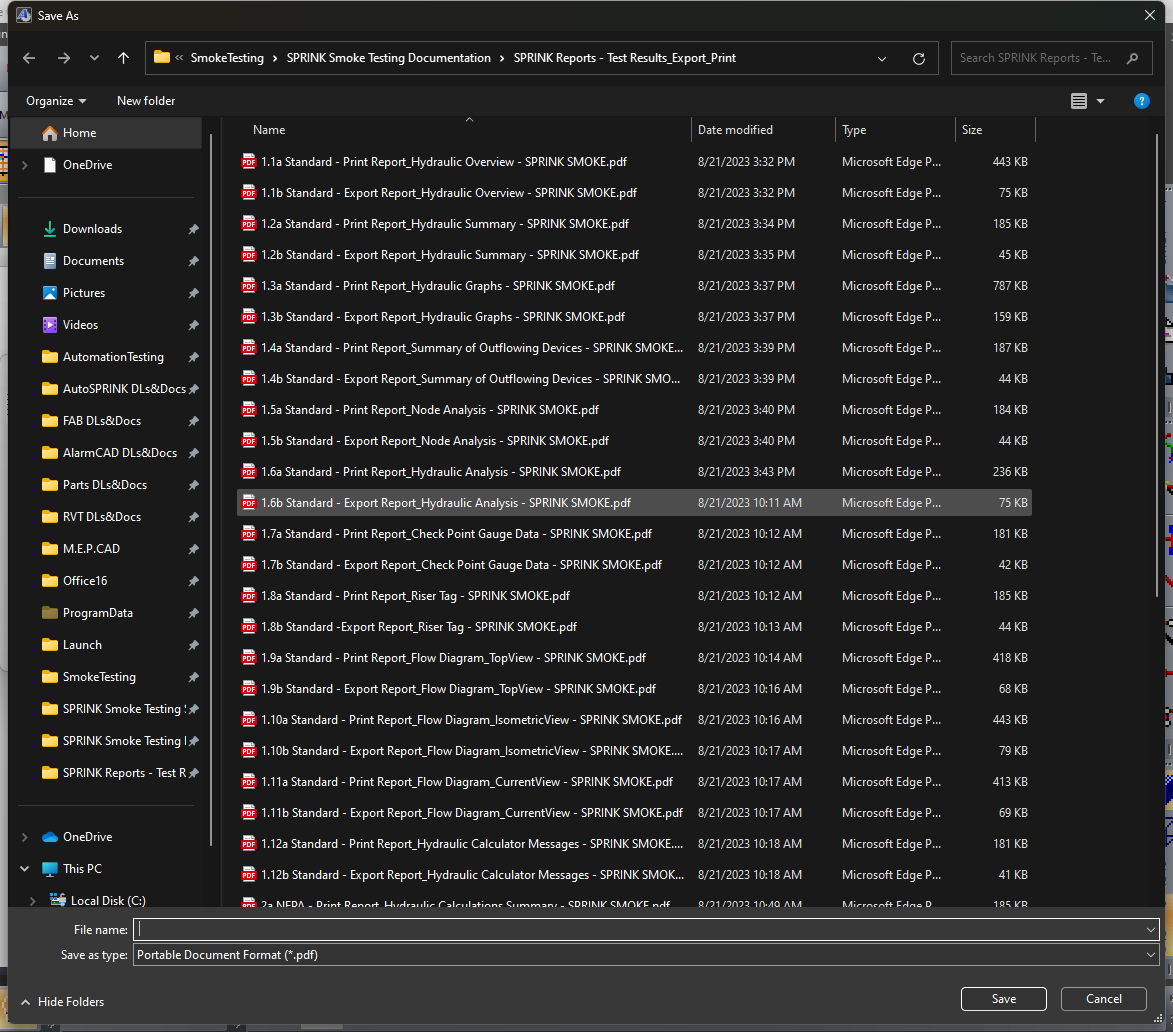 Save As
SmokeTesting > SPRINK Smoke Testing Documentation > SPRINK Reports - Test Results_Export_Print
Search SPRINK Reports - Te...
Organize New folder
Name Date modified Type Size
Home
OneDrive
Downloads
Documents
Pictures
Videos
AutomationTesting
AutoSPRINK DLs&Docs
FAB DLs&Docs
AlarmCAD DLs&Docs
Parts DLs&Docs
RVT DLs&Docs
M.E.P.CAD
Office16
ProgramData
Launch
SmokeTesting
SPRINK Smoke Testing
SPRINK Smoke Testing
SPRINK Reports - Test R
OneDrive
This PC
Local Disk (C:)
1.1a Standard - Print Report_Hydraulic Overview - SPRINK SMOKE.pdf 8/21/2023 3:32 PM Microsoft Edge P... 443 KB
1.1b Standard - Export Report_Hydraulic Overview - SPRINK SMOKE.pdf 8/21/2023 3:32 PM Microsoft Edge P... 75 KB
1.2a Standard - Print Report_Hydraulic Summary - SPRINK SMOKE.pdf 8/21/2023 3:34 PM Microsoft Edge P... 185 KB
1.2b Standard - Export Report_Hydraulic Summary - SPRINK SMOKE.pdf 8/21/2023 3:35 PM Microsoft Edge P... 45 KB
1.3a Standard - Print Report_Hydraulic Graphs - SPRINK SMOKE.pdf 8/21/2023 3:37 PM Microsoft Edge P... 787 KB
1.3b Standard - Export Report_Hydraulic Graphs - SPRINK SMOKE.pdf 8/21/2023 3:37 PM Microsoft Edge P... 159 KB
1.4a Standard - Print Report_Summary of Outflowing Devices - SPRINK SMOKE... 8/21/2023 3:39 PM Microsoft Edge P... 187 KB
1.4b Standard - Export Report_Summary of Outflowing Devices - SPRINK SMO... 8/21/2023 3:39 PM Microsoft Edge P... 44 KB
1.5a Standard - Print Report_Node Analysis - SPRINK SMOKE.pdf 8/21/2023 3:40 PM Microsoft Edge P... 184 KB
1.5b Standard - Export Report_Node Analysis - SPRINK SMOKE.pdf 8/21/2023 3:40 PM Microsoft Edge P... 44 KB
1.6a Standard - Print Report_Hydraulic Analysis - SPRINK SMOKE.pdf 8/21/2023 3:43 PM Microsoft Edge P... 236 KB
1.6b Standard - Export Report_Hydraulic Analysis - SPRINK SMOKE.pdf 8/21/2023 10:11 AM Microsoft Edge P... 75 KB
1.7a Standard - Print Report_Check Point Gauge Data - SPRINK SMOKE.pdf 8/21/2023 10:12 AM Microsoft Edge P... 181 KB
1.7b Standard - Export Report_Check Point Gauge Data - SPRINK SMOKE.pdf 8/21/2023 10:12 AM Microsoft Edge P... 42 KB
1.8a Standard - Print Report_Riser Tag - SPRINK SMOKE.pdf 8/21/2023 10:12 AM Microsoft Edge P... 185 KB
1.8b Standard -Export Report_Riser Tag - SPRINK SMOKE.pdf 8/21/2023 10:13 AM Microsoft Edge P... 44 KB
1.9a Standard - Print Report_Flow Diagram_TopView - SPRINK SMOKE.pdf 8/21/2023 10:14 AM Microsoft Edge P... 418 KB
1.9b Standard - Export Report_Flow Diagram_TopView - SPRINK SMOKE.pdf 8/21/2023 10:16 AM Microsoft Edge P... 68 KB
1.10a Standard - Print Report_Flow Diagram_IsometricView - SPRINK SMOKE.pdf 8/21/2023 10:16 AM Microsoft Edge P... 443 KB
1.10b Standard - Export Report_Flow Diagram_IsometricView - SPRINK SMOKE.... 8/21/2023 10:17 AM Microsoft Edge P... 79 KB
1.11a Standard - Print Report_Flow Diagram_CurrentView - SPRINK SMOKE.pdf 8/21/2023 10:17 AM Microsoft Edge P... 413 KB
1.11b Standard - Export Report_Flow Diagram_CurrentView - SPRINK SMOKE.pdf 8/21/2023 10:17 AM Microsoft Edge P... 69 KB
1.12a Standard - Print Report_Hydraulic Calculator Messages - SPRINK SMOKE.... 8/21/2023 10:18 AM Microsoft Edge P... 181 KB
1.12b Standard - Export Report_Hydraulic Calculator Messages - SPRINK SMOK... 8/21/2023 10:18 AM Microsoft Edge P... 41 KB
2a NFPA - Print Report_Hydraulic Calculations Summary - SPRINK SMOKE.pdf 8/21/2023 10:49 AM Microsoft Edge P... 185 KB
File name:
Save as type: Portable Document Format (*.pdf)
Hide Folders
Save Cancel